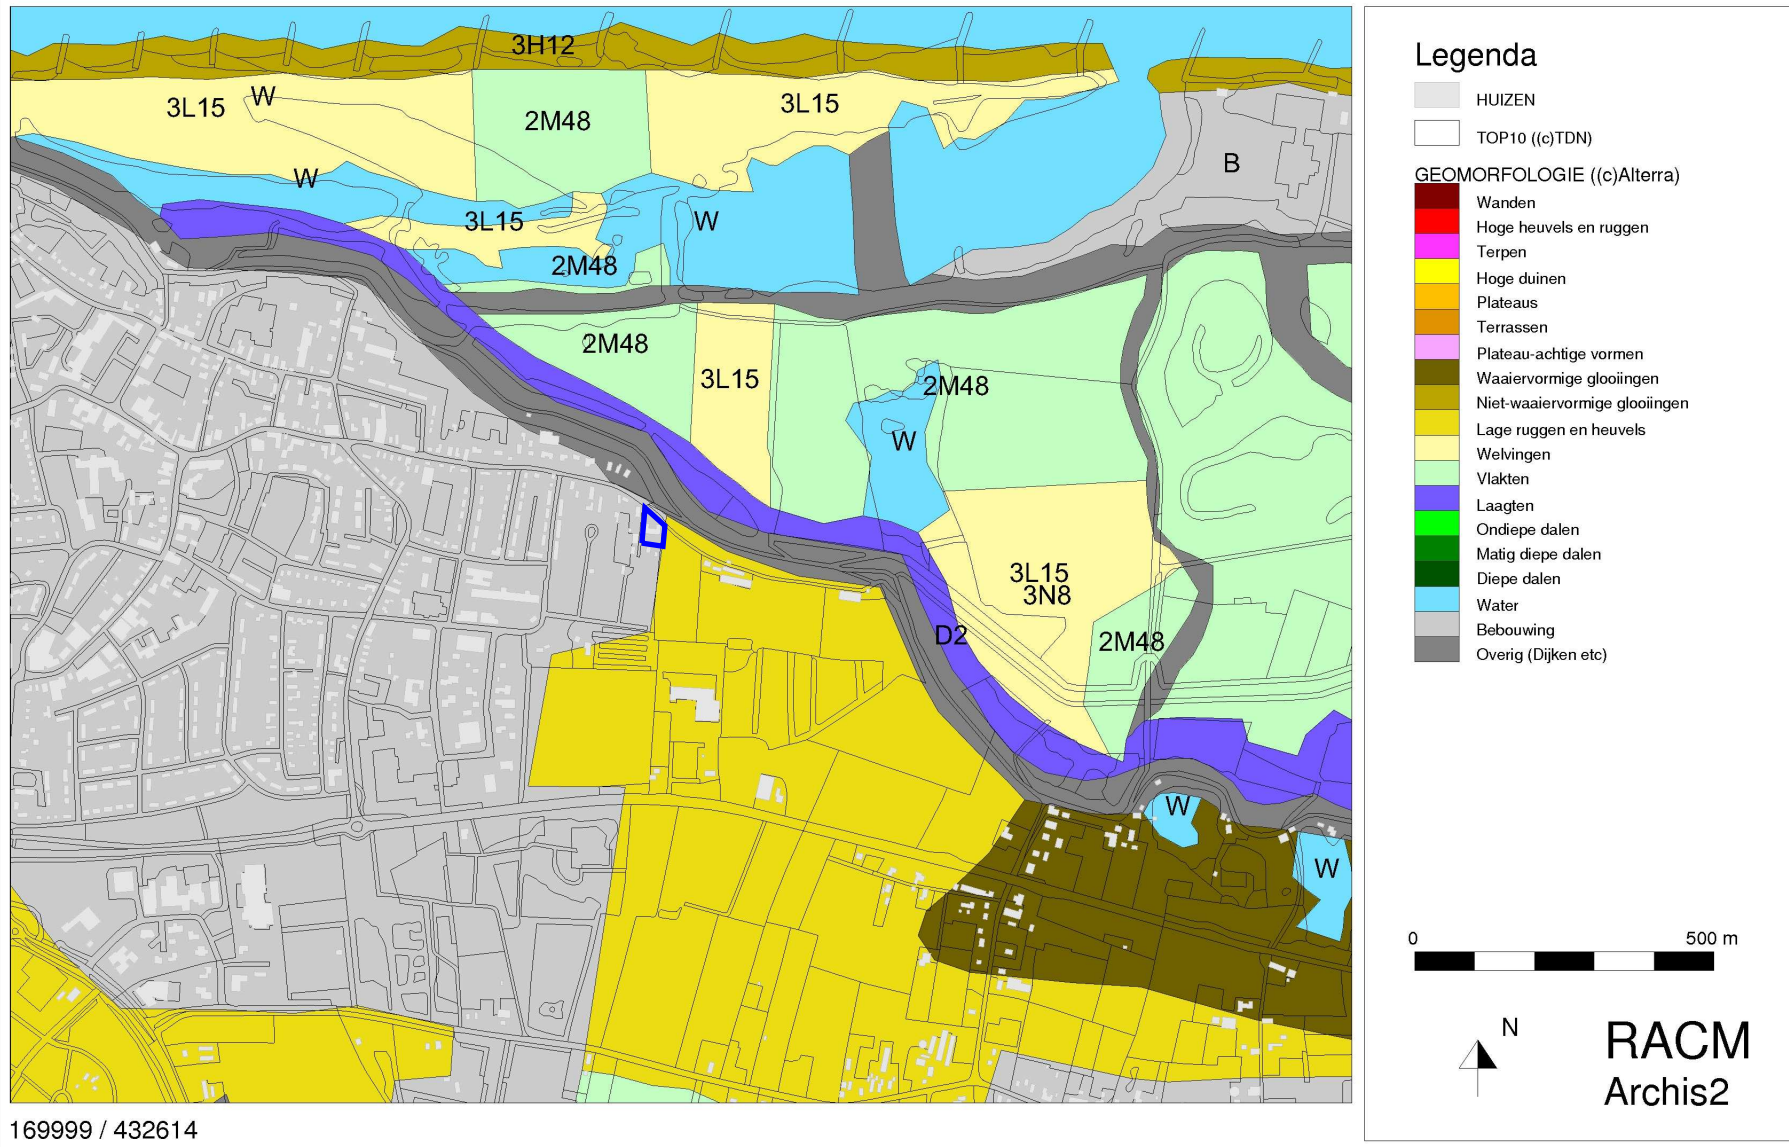 3H12
3L15
W
2M48
3L15
B
W
3L15
W
2M48
2M48
3L15
2M48
W
3L15
3N8
D2
2M48
W
W
169999 / 432614
Legenda
HUIZEN
TOP10 ((c)TDN)
GEOMORFOLOGIE ((c)Alterra)
Wanden
Hoge heuvels en ruggen
Terpen
Hoge duinen
Plateaus
Terrassen
Plateau-achtige vormen
Waaiervormige glooiingen
Niet-waaiervormige glooiingen
Lage ruggen en heuvels
Welvingen
Vlakten
Laagten
Ondiepe dalen
Matig diepe dalen
Diepe dalen
Water
Bebouwing
Overig (Dijken etc)
0 500 m
N
RACM
Archis2